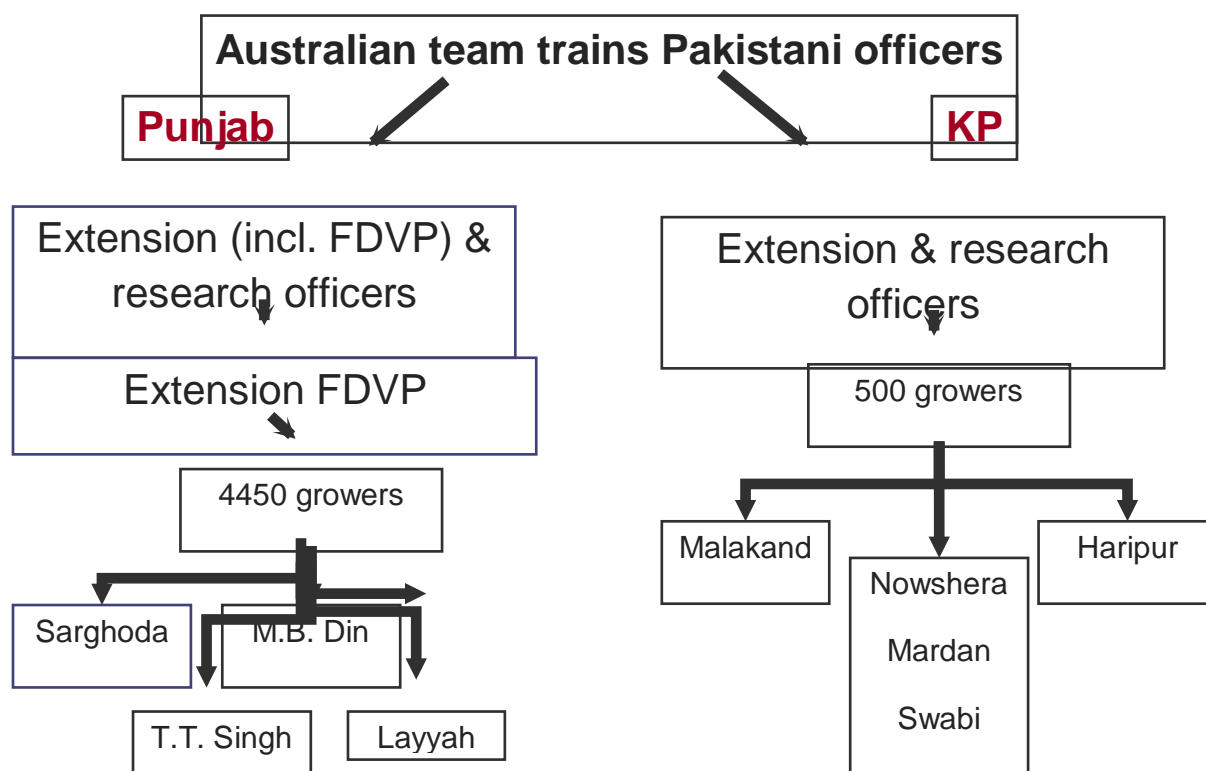 Australian team trains Pakistani officers
Punjab
KP
Extension (incl. FDVP) &
research officers
Extension FDVP
4450 growers
Sarghoda
M.B. Din
T.T. Singh
Layyah
Extension & research
officers
500 growers
Malakand
Nowshera
Mardan
Swabi
Haripur